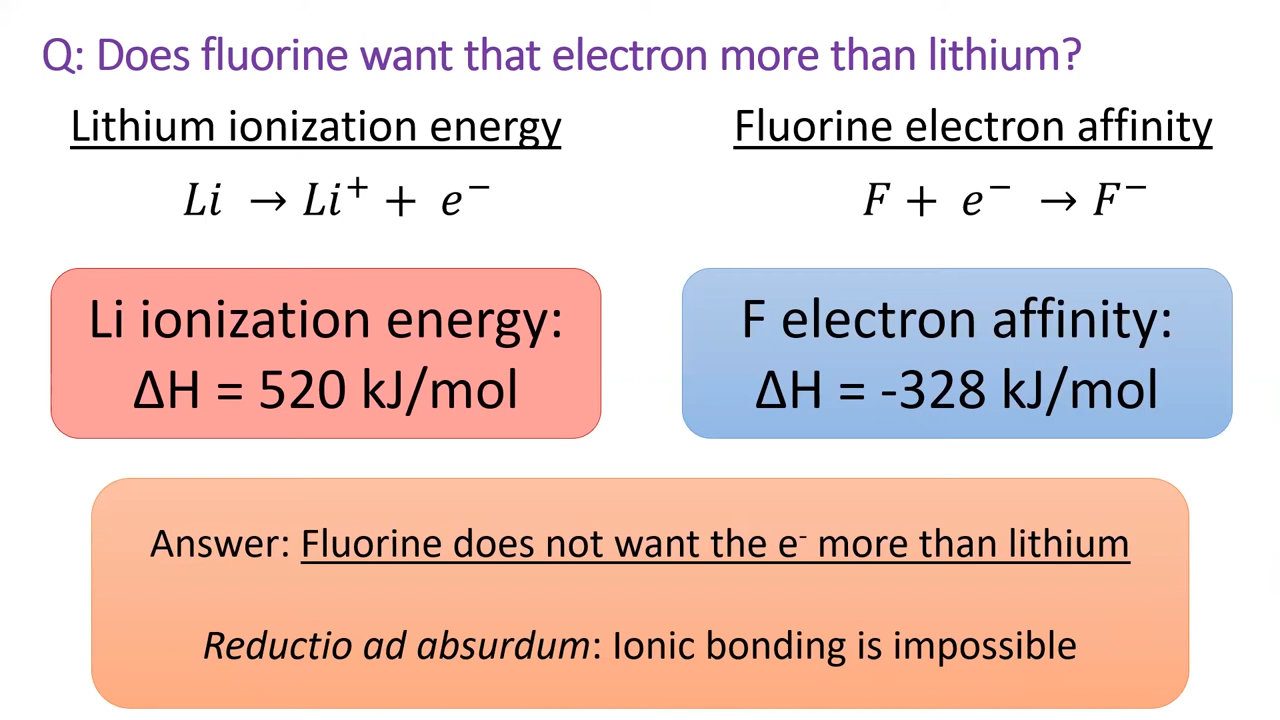 Q: Does fluorine want that electron more than lithium?
Lithium ionization energy
Li → Li⁺ + e⁻
Li ionization energy:
ΔH = 520 kJ/mol
Fluorine electron affinity
F + e⁻ → F⁻
F electron affinity:
ΔH = -328 kJ/mol
Answer: Fluorine does not want the e⁻ more than lithium
Reductio ad absurdum: Ionic bonding is impossible